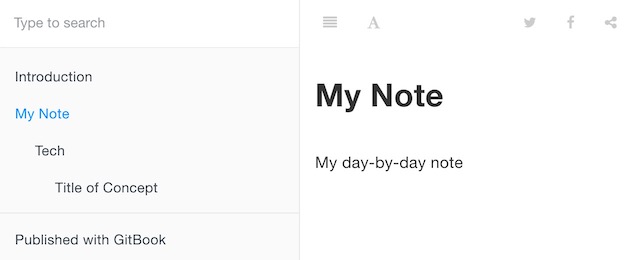 Type to search
Introduction
My Note
Tech
Title of Concept
Published with GitBook
A
My Note
My day-by-day note